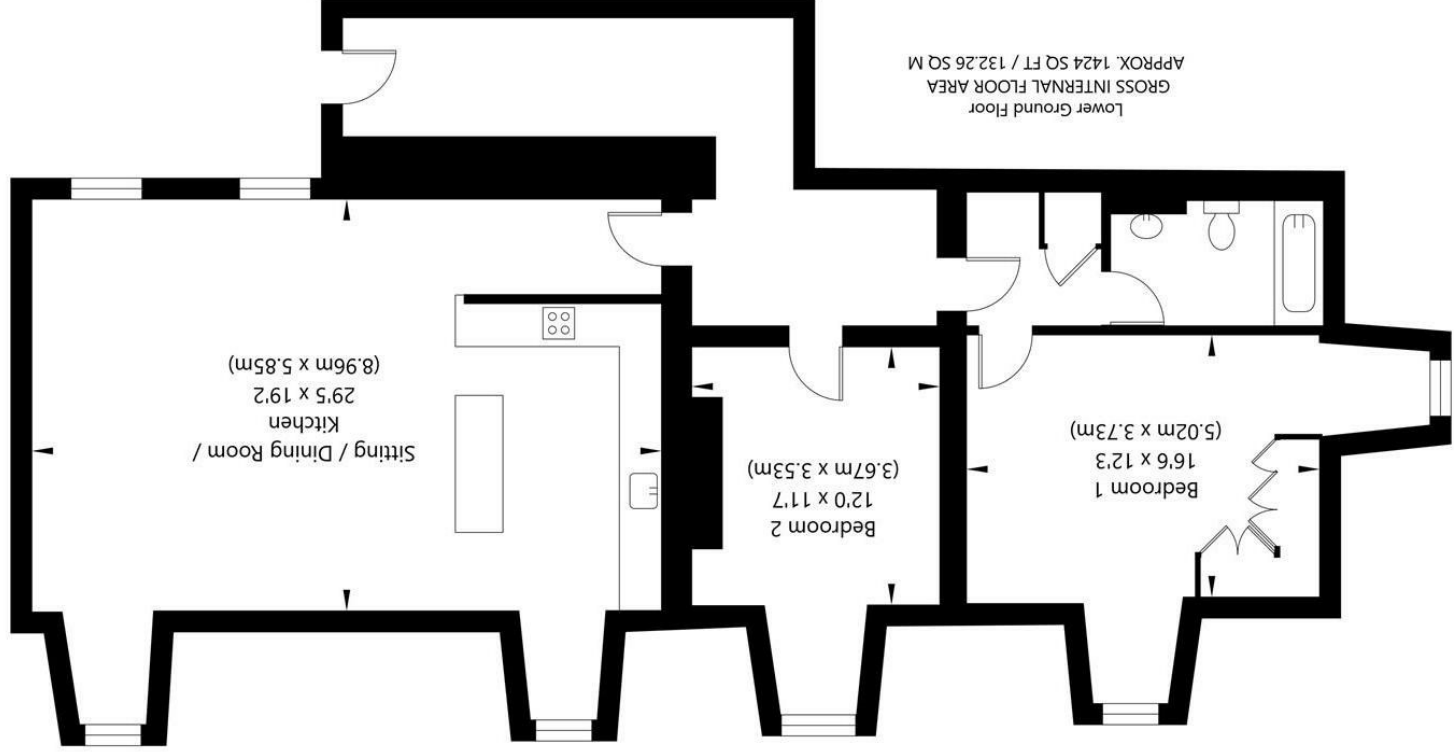 Bedroom 1
16'6 x 12'3
(5.02m x 3.73m)
Bedroom 2
12'0 x 11'7
(3.67m x 3.53m)
Sitting / Dining Room /
Kitchen
29'5 x 19'2
(8.96m x 5.85m)
Lower Ground Floor
GROSS INTERNAL FLOOR AREA
APPROX. 1424 SQ FT / 132.26 SQ M